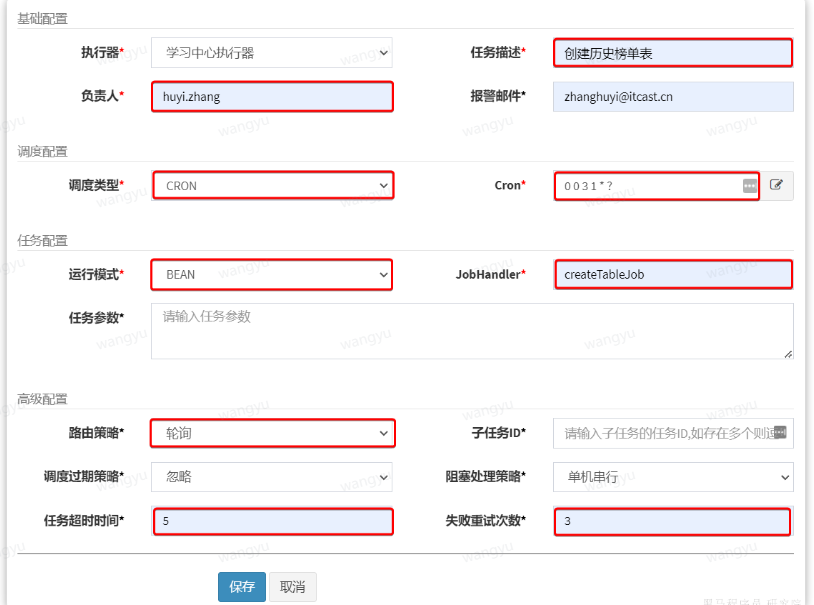 基础配置
执行器* 学习中心执行器 任务描述* 创建历史榜单表
负责人* huyi.zhang 报警邮件* zhanghuyi@itcast.cn
调度配置
调度类型* CRON Cron* 0 0 3 1 * ?
任务配置
运行模式* BEAN JobHandler* createTableJob
任务参数* 请输入任务参数
高级配置
路由策略* 轮询 子任务ID* 请输入子任务的任务ID,如存在多个则
调度过期策略* 忽略 阻塞处理策略* 单机串行
任务超时时间* 5 失败重试次数* 3
保存 取消
wangyu